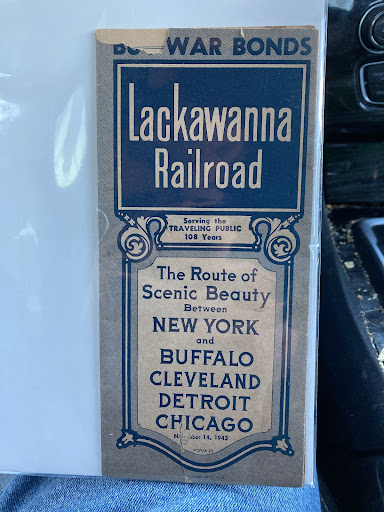 WAR BONDS
Lackawanna
Railroad
Serving the
TRAVELING PUBLIC
108 Years
The Route of
Scenic Beauty
Between
NEW YORK
and
BUFFALO
CLEVELAND
DETROIT
CHICAGO
14, 1943